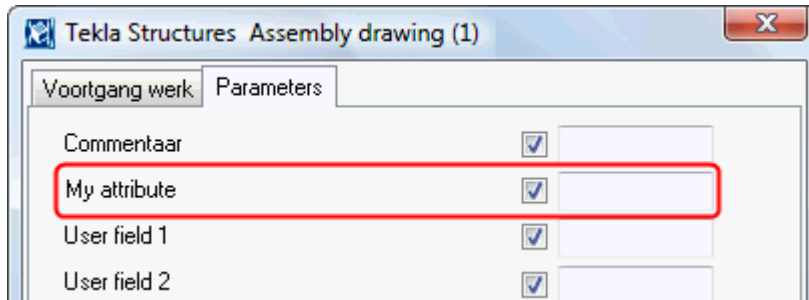 Tekla Structures Assembly drawing (1)
Voortgang werk Parameters
Commentaar
My attribute
User field 1
User field 2